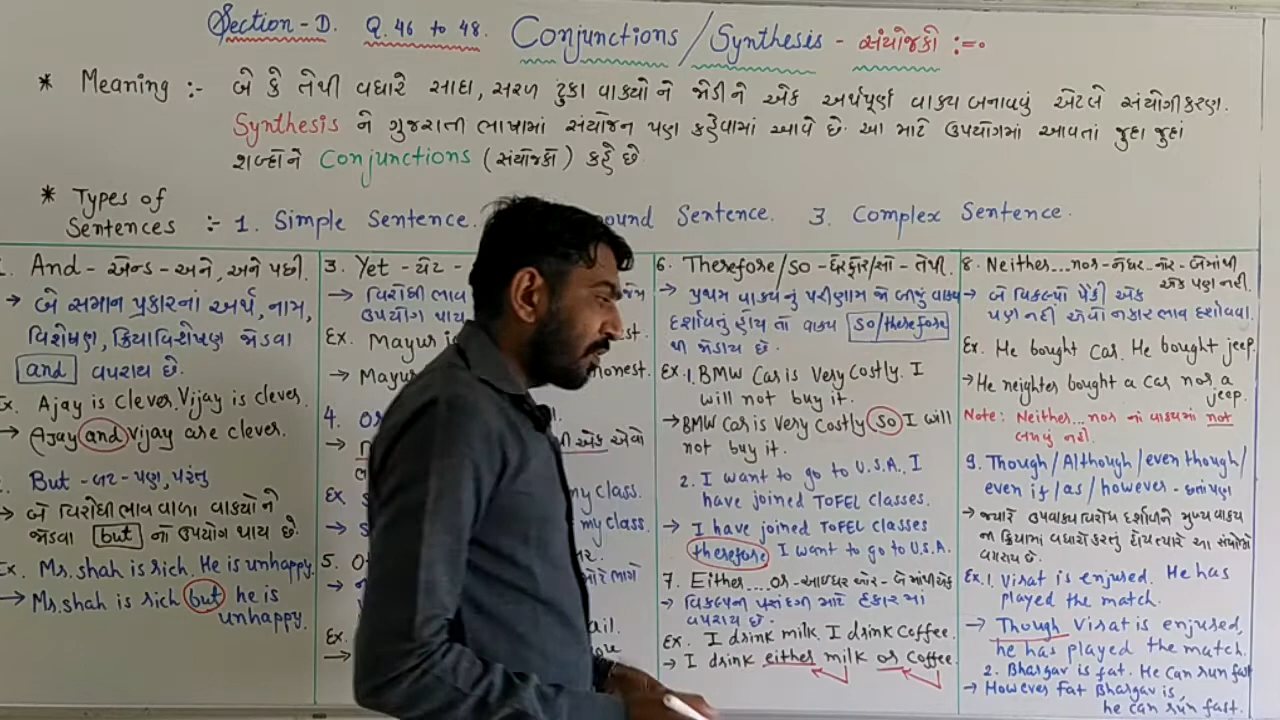 Section-D. Q.46 to 48. Conjunctions/Synthesis - સંયોજકો :=
* Meaning :- બે કે તેથી વધારે સાદા, સરળ ટુંકા વાક્યો ને જોડીને એક અર્થપૂર્ણ વાક્ય બનાવવું એટલે સંયોગીકરણ.
Synthesis ને ગુજરાતી ભાષામાં સંયોજન પણ કહેવામાં આવે છે. આ માટે ઉપયોગમાં આવતાં જુદા જુદાં
શબ્દોને Conjunctions (સંયોજકો) કહે છે
* Types of
Sentences :- 1. Simple Sentence. ound Sentence. 3. Complex Sentence.
. And - એન્ડ - અને, અને પછી.
→ બે સમાન પ્રકારનાં અર્થ, નામ,
વિશેષણ, ક્રિયાવિશેષણ જોડવા
and વપરાય છે.
Ex. Ajay is clever. Vijay is clever.
→ Ajay and Vijay are clever.
But - બટ - પણ, પરંતુ
→ બે વિરોધી ભાવ વાળા વાક્યોને
જોડવા but નો ઉપયોગ થાય છે.
Ex. Mr. Shah is rich. He is unhappy.
→ Mr. Shah is rich but he is
unhappy.
3. Yet - યેટ -
→ વિરોધી ભાવ
ઉપયોગ થાય
Ex. Mayur i st.
→ Mayur honest.
4. Or
એક એવો
Ex my class.
→ S my class.
5. O
Ex. ail.
→
6. Therefore/so - ધેરફોર/સો - તેથી.
→ પ્રથમ વાક્યનું પરીણામ જો બીજું વાક્ય
દર્શાવતું હોય તો વાક્ય so/therefore
થી જોડાય છે.
Ex. 1. BMW Car is very costly. I
will not buy it.
→ BMW Car is very costly so I will
not buy it.
2. I want to go to U.S.A. I
have joined TOFEL classes.
→ I have joined TOFEL classes
therefore I want to go to U.S.A.
7. Either....or - આઈધર ઓર - બે માંથી એક
→ વિકલ્પની પસંદગી માટે હકાર માં
વપરાય છે.
Ex. I drink milk. I drink coffee.
→ I drink either milk or coffee.
8. Neither...nor - નેધર..નોર - બેમાંથી
એક પણ નહી.
→ બે વિકલ્પો પૈકી એક
પણ નહી એવો નકાર ભાવ દર્શાવવા.
Ex. He bought car. He bought jeep.
→ He neighter bought a car nor a
jeep.
Note: Neither...nor નાં વાક્યમાં not
લખવું નહી.
9. Though/Although/even though/
even if/as/however - છતાં પણ
→ જ્યારે ઉપવાક્ય વિરોધ દર્શાવીને મુખ્ય વાક્ય
ના ક્રિયામાં વધારો કરતું હોય ત્યારે આ સંયોજકો
વપરાય છે.
Ex. 1. Virat is enjured. He has
played the match.
→ Though Virat is enjured,
he has played the match.
2. Bhargav is fat. He can run fast
→ However fat Bhargav is,
he can run fast.